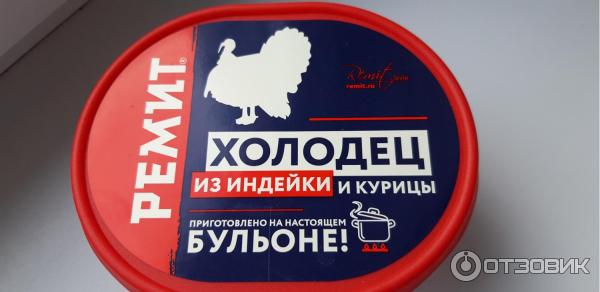 РЕМИТ®
Remit
remit.ru
ХОЛОДЕЦ
ИЗ ИНДЕЙКИ И КУРИЦЫ
ПРИГОТОВЛЕНО НА НАСТОЯЩЕМ
БУЛЬОНЕ!
ОТЗОВИК